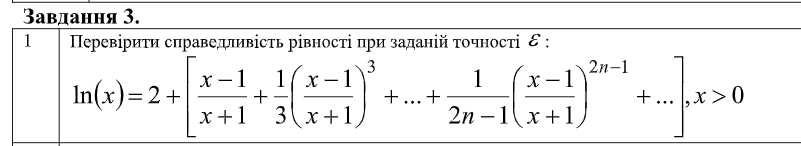 Завдання 3.
1 Перевірити справедливість рівності при заданій точності ε :
ln(x) = 2 + [ (x − 1)/(x + 1) + 1/3 ((x − 1)/(x + 1))^3 + ... + 1/(2n − 1) ((x − 1)/(x + 1))^(2n−1) + ... ], x > 0